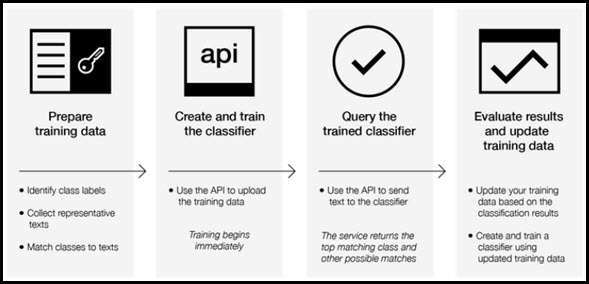 Prepare
training data
• Identify class labels
• Collect representative
texts
• Match classes to texts
api
Create and train
the classifier
• Use the API to upload
the training data
Training begins
immediately
Query the
trained classifier
• Use the API to send
text to the classifier
The service returns the
top matching class and
other possible matches
Evaluate results
and update
training data
• Update your training
data based on the
classification results
• Create and train a
classifier using
updated training data